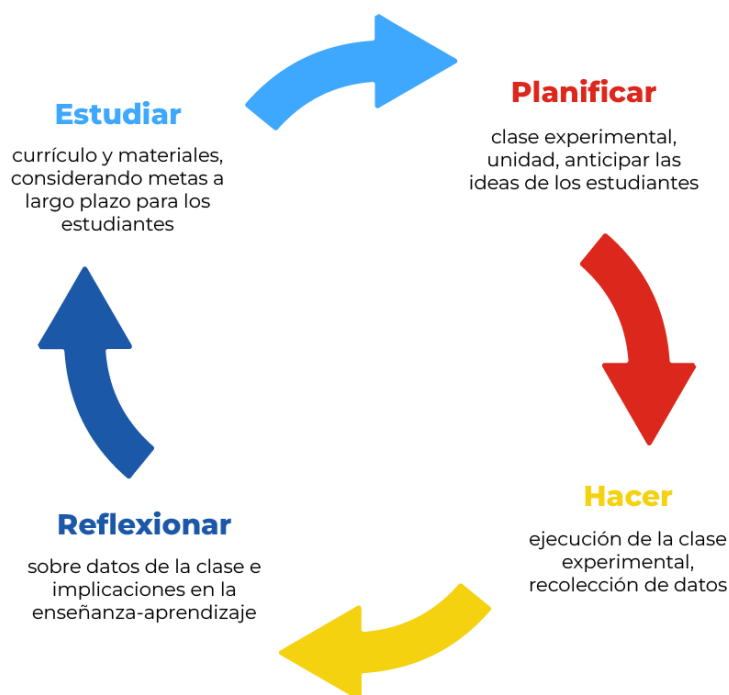 Estudiar
currículo y materiales,
considerando metas a
largo plazo para los
estudiantes
Planificar
clase experimental,
unidad, anticipar las
ideas de los estudiantes
Hacer
ejecución de la clase
experimental,
recolección de datos
Reflexionar
sobre datos de la clase e
implicaciones en la
enseñanza-aprendizaje